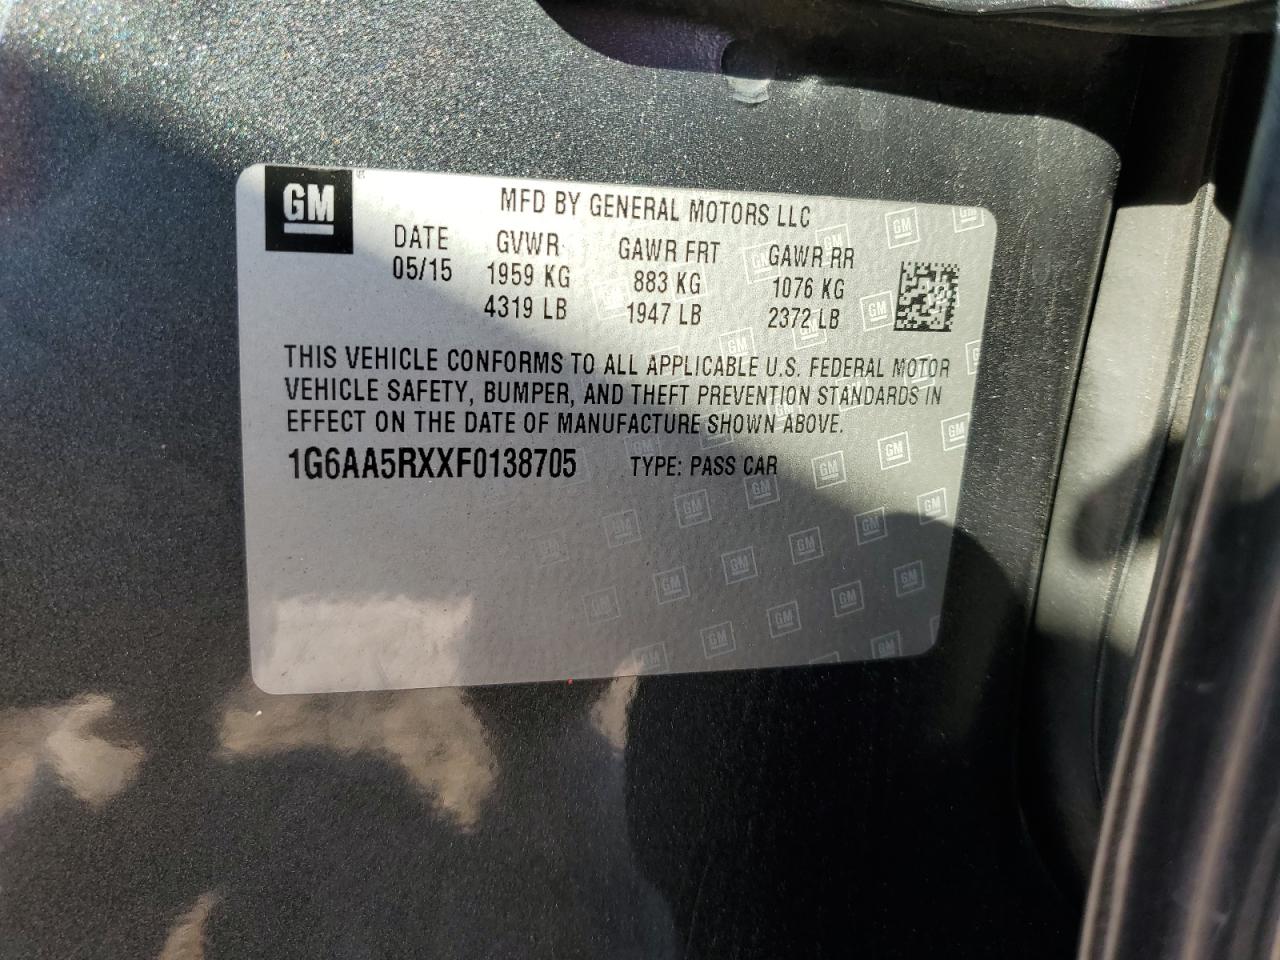 GM
MFD BY GENERAL MOTORS LLC
DATE GVWR GAWR FRT GAWR RR
05/15 1959 KG 883 KG 1076 KG
4319 LB 1947 LB 2372 LB
THIS VEHICLE CONFORMS TO ALL APPLICABLE U.S. FEDERAL MOTOR
VEHICLE SAFETY, BUMPER, AND THEFT PREVENTION STANDARDS IN
EFFECT ON THE DATE OF MANUFACTURE SHOWN ABOVE.
1G6AA5RXXF0138705 TYPE: PASS CAR